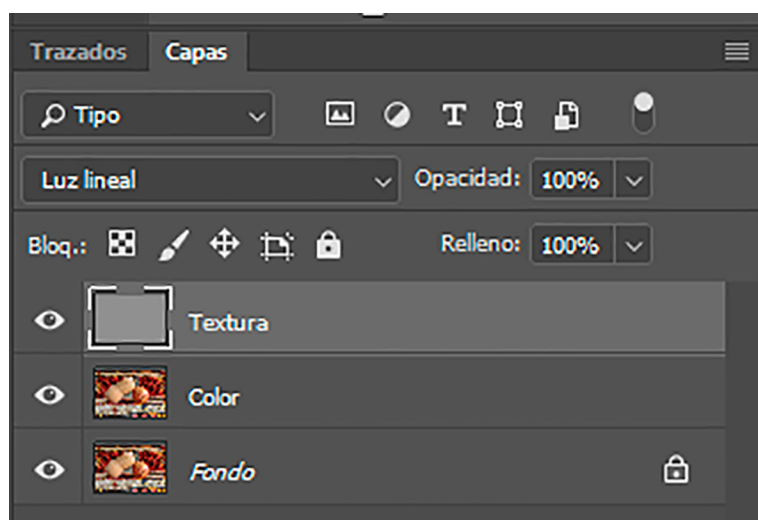 Trazados Capas
Tipo
Luz lineal Opacidad: 100%
Bloq.: Relleno: 100%
Textura
Color
Fondo